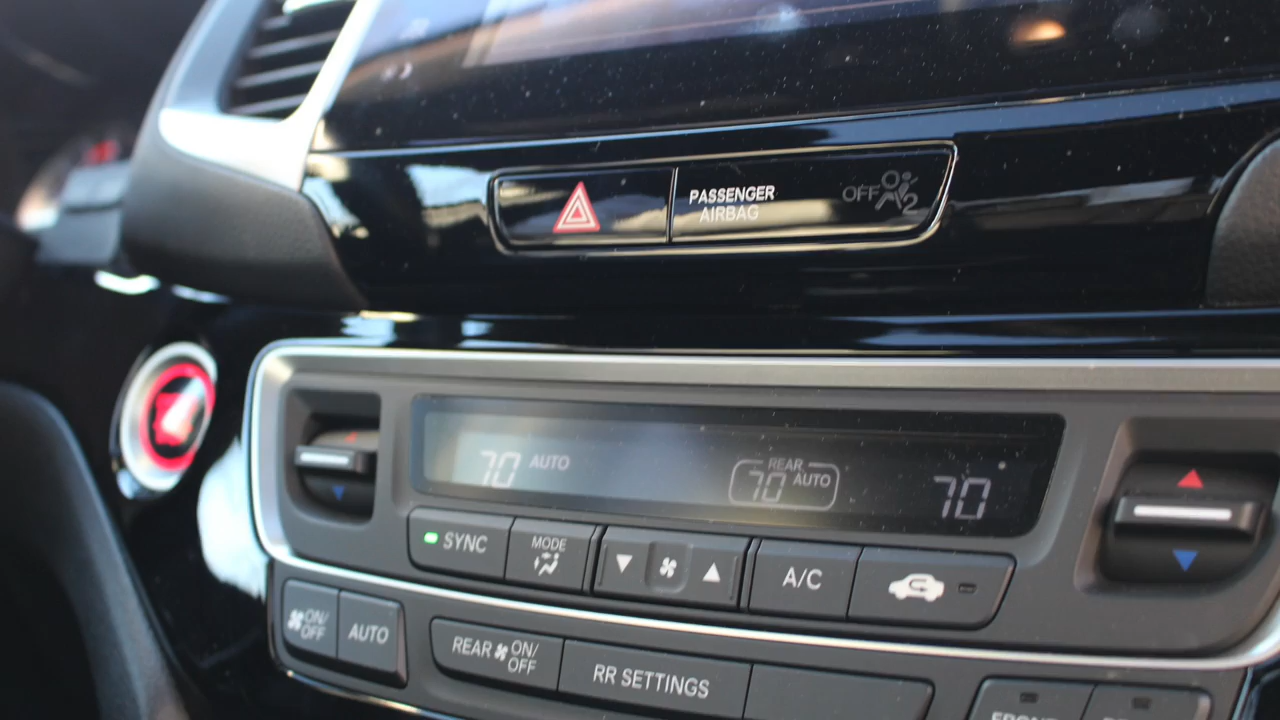 PASSENGER
AIRBAG
OFF
2
70 AUTO
REAR
70 AUTO
70
SYNC
MODE
A/C
ON/
OFF
AUTO
REAR ON/
OFF
RR SETTINGS